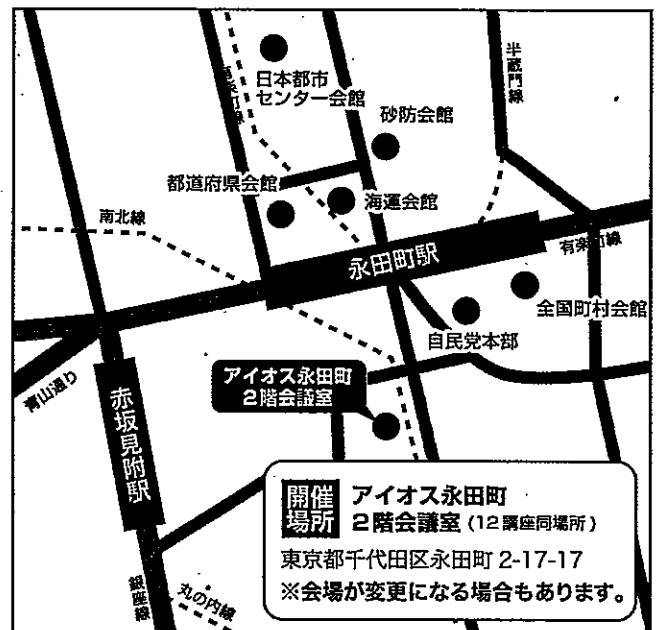 日本都市
センター会館
有楽町線
半蔵門線
砂防会館
都道府県会館
海運会館
南北線
永田町駅
有楽町線
全国町村会館
自民党本部
青山通り
アイオス永田町
2階会議室
赤坂見附駅
開催
場所
アイオス永田町
2階会議室（12講座同場所）
東京都千代田区永田町 2-17-17
※会場が変更になる場合もあります。
銀座線
丸の内線